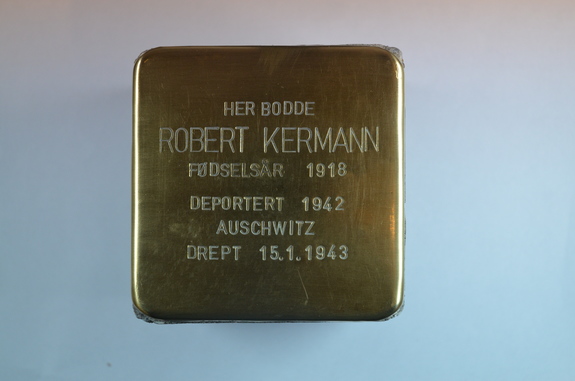 HER BODDE
ROBERT KERMANN
FØDSELSÅR 1918
DEPORTERT 1942
AUSCHWITZ
DREPT 15.1.1943